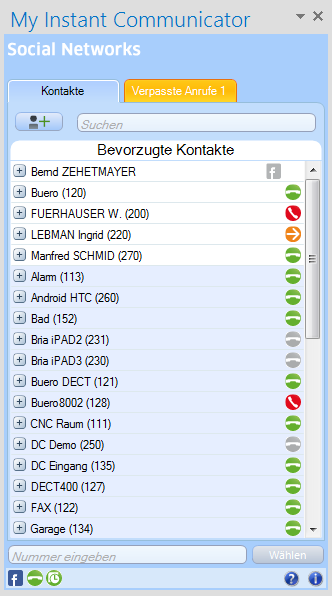 My Instant Communicator
Social Networks
Kontakte
Verpasste Anrufe 1
Suchen
Bevorzugte Kontakte
Bernd ZEHETMAYER
Buero (120)
FUERHAUSER W. (200)
LEBMAN Ingrid (220)
Manfred SCHMID (270)
Alarm (113)
Android HTC (260)
Bad (152)
Bria iPAD2 (231)
Bria iPAD3 (230)
Buero DECT (121)
Buero8002 (128)
CNC Raum (111)
DC Demo (250)
DC Eingang (135)
DECT400 (127)
FAX (122)
Garage (134)
Nummer eingeben
Wählen